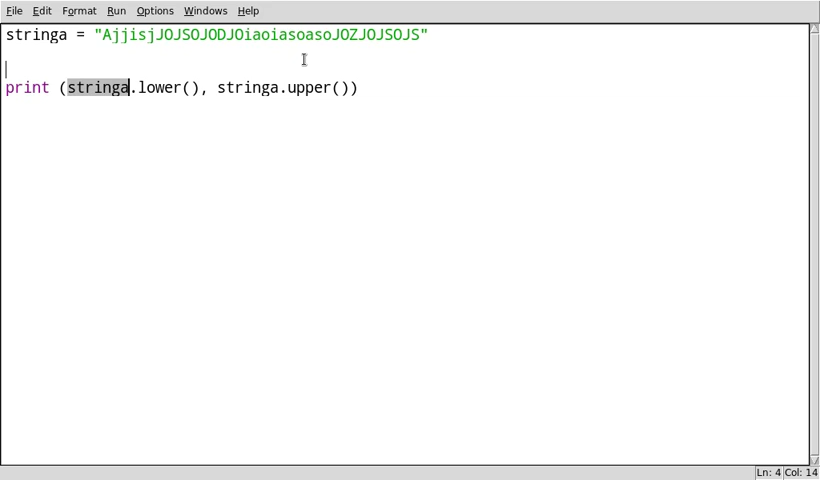 File Edit Format Run Options Windows Help
stringa = "AjjisjJOJSOJODJOiaoiasoasoJOZJOJSOJS"
print (stringa.lower(), stringa.upper())
Ln: 4 Col: 14